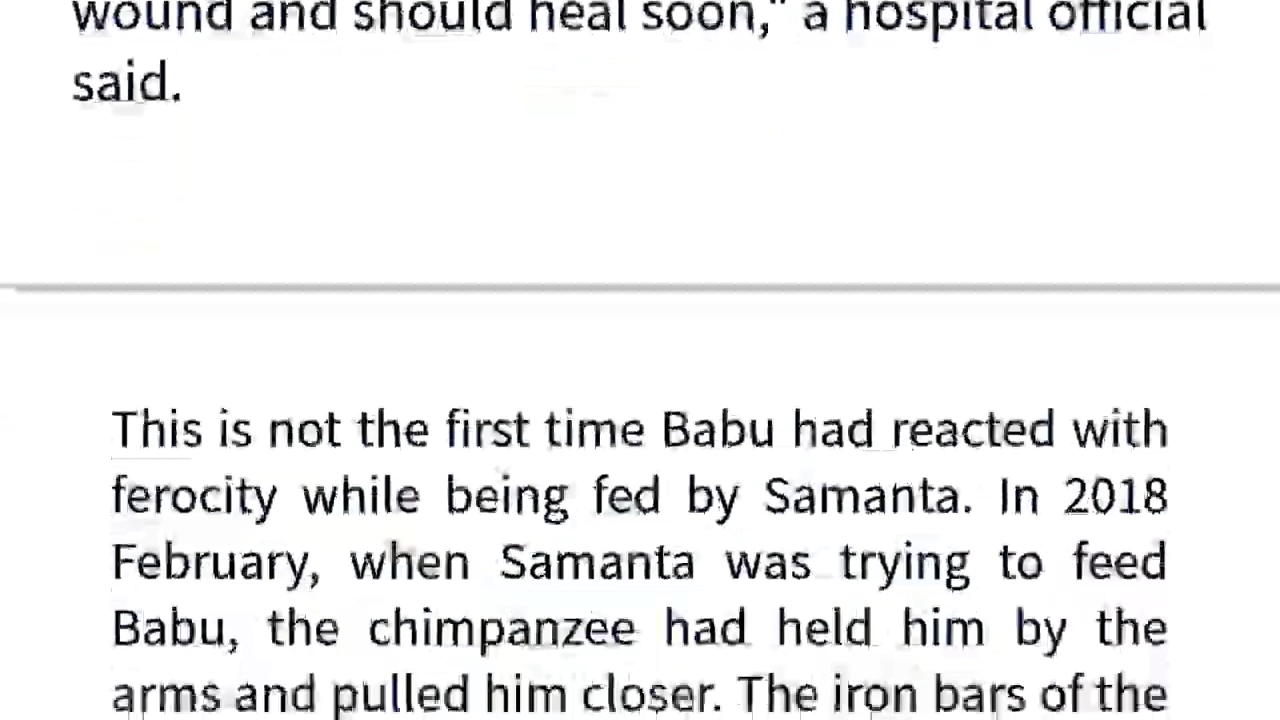 wound and should heal soon," a hospital official
said.
This is not the first time Babu had reacted with
ferocity while being fed by Samanta. In 2018
February, when Samanta was trying to feed
Babu, the chimpanzee had held him by the
arms and pulled him closer. The iron bars of the